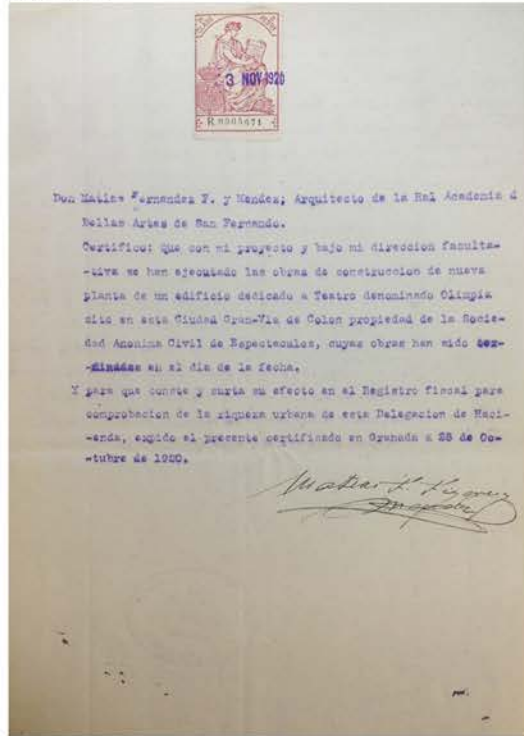 3 NOV 1920
Don Matias Fernandez F. y Mendez; Arquitecto de la Ral Academia d
Bellas Artes de San Fernando.
Certifico: que con mi proyecto y bajo mi direccion faculta-
-tiva se han ejecutado las obras de construccion de nueva
planta de un edificio dedicado a Teatro denominado Olimpia
sito en esta Ciudad Gran-Via de Colon propiedad de la Socie-
dad Anonima Civil de Espectaculos, cuyas obras han sido
en el dia de la fecha.
Y para que conste y surta su efecto en el Registro fiscal para
comprobacion de la riqueza urbana de esta Delegacion de Haci-
-enda, expido el presente certificado en Granada a 28 de Oc-
-tubre de 1920.
Matias F. Figares